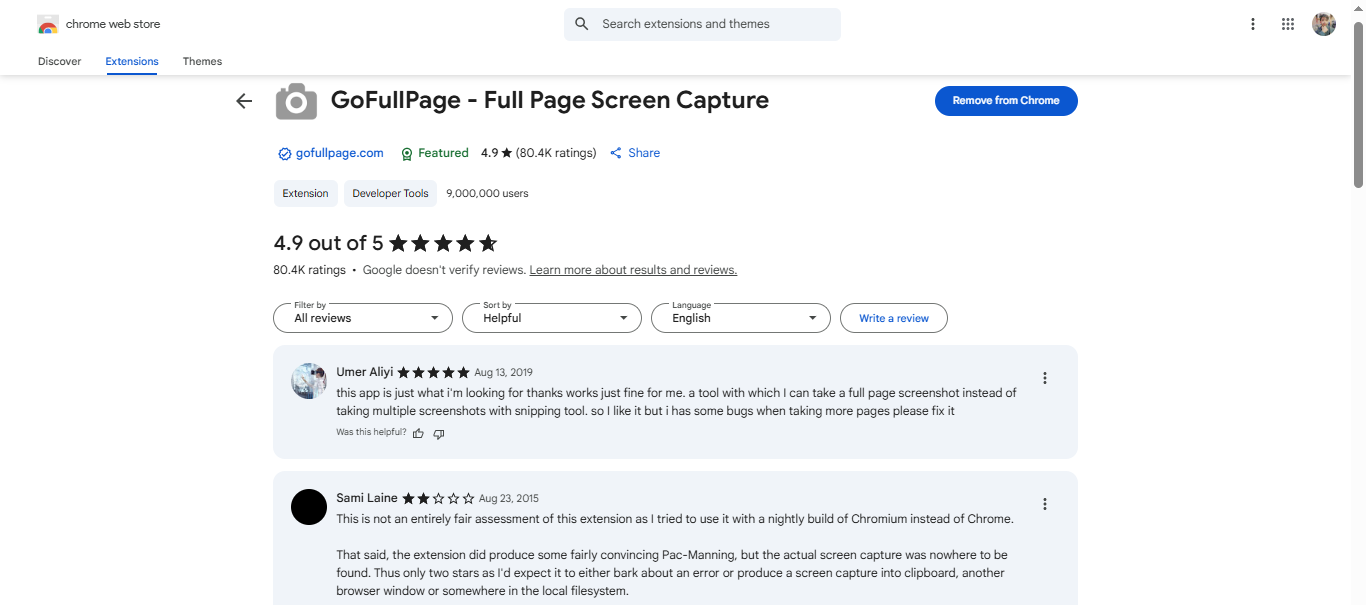 chrome web store
Search extensions and themes
Discover
Extensions
Themes
GoFullPage - Full Page Screen Capture
Remove from Chrome
gofullpage.com
Featured
4.9 ★ (80.4K ratings)
Share
Extension
Developer Tools
9,000,000 users
4.9 out of 5
80.4K ratings • Google doesn't verify reviews. Learn more about results and reviews.
Filter by
All reviews
Sort by
Helpful
Language
English
Write a review
Umer Aliyi
Aug 13, 2019
this app is just what i'm looking for thanks works just fine for me. a tool with which I can take a full page screenshot instead of
taking multiple screenshots with snipping tool. so I like it but i has some bugs when taking more pages please fix it
Was this helpful?
Sami Laine
Aug 23, 2015
This is not an entirely fair assessment of this extension as I tried to use it with a nightly build of Chromium instead of Chrome.
That said, the extension did produce some fairly convincing Pac-Manning, but the actual screen capture was nowhere to be
found. Thus only two stars as I'd expect it to either bark about an error or produce a screen capture into clipboard, another
browser window or somewhere in the local filesystem.